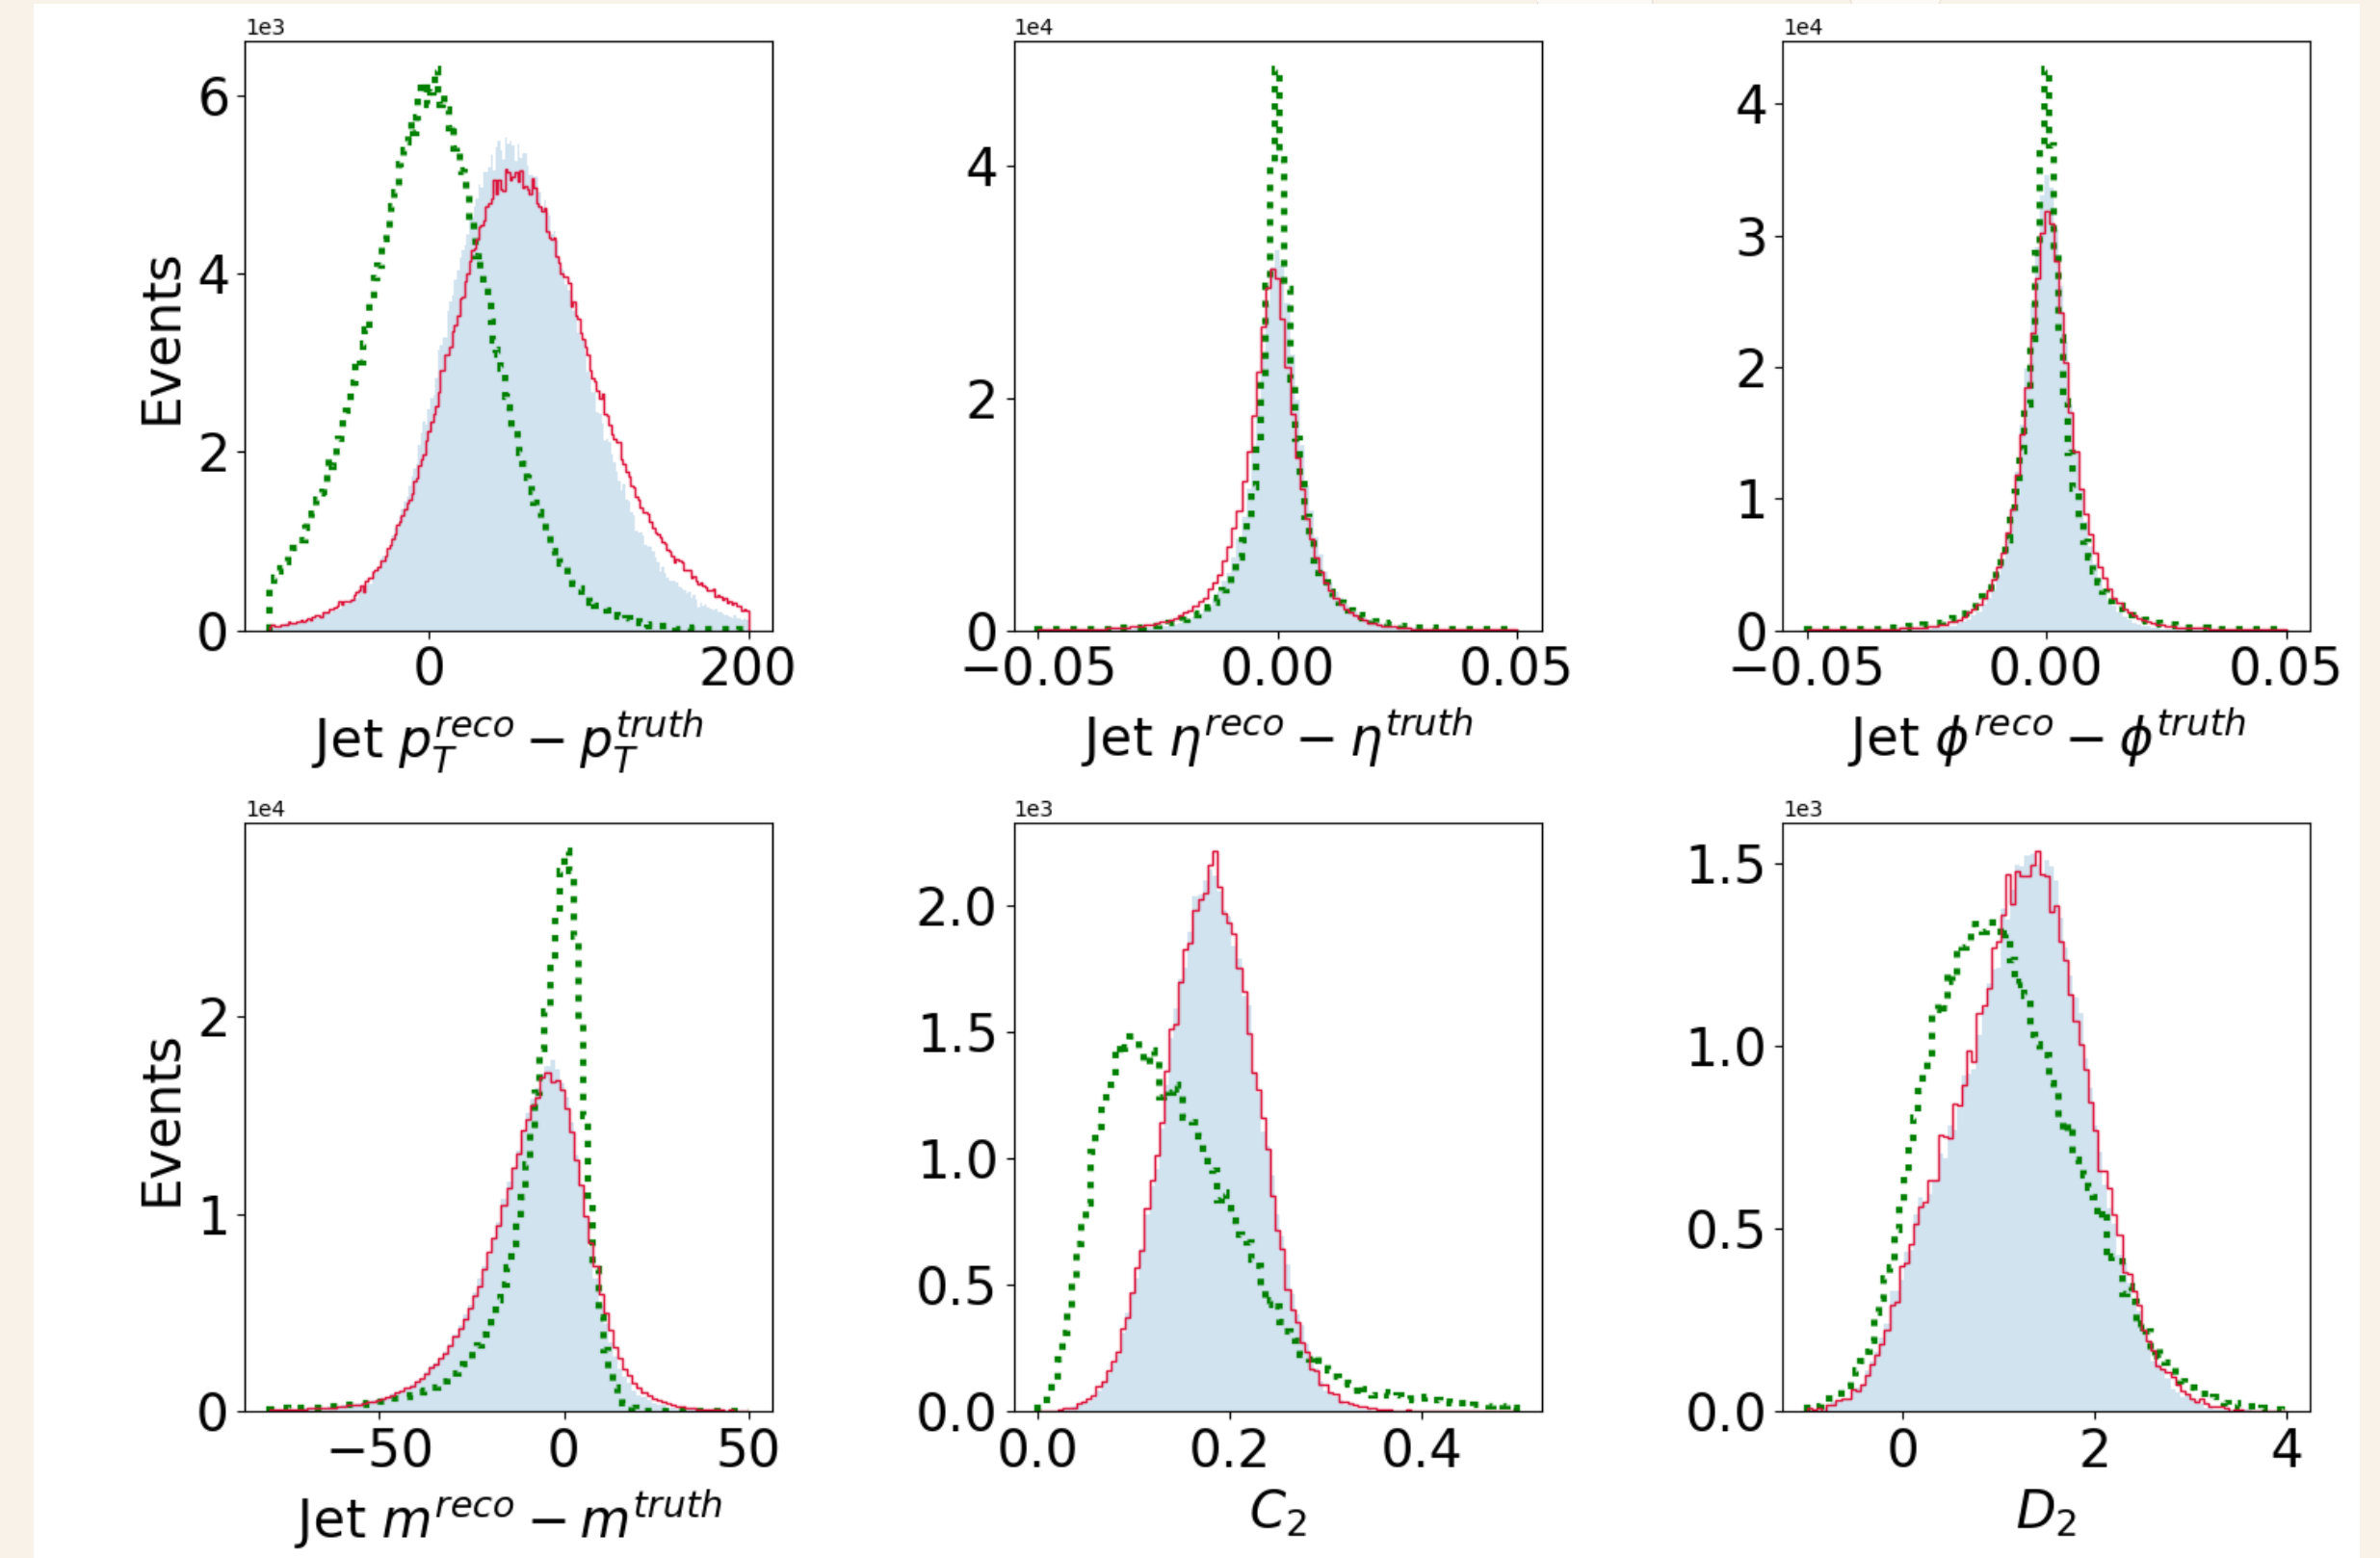 1e3
6
4
2
0
Events
0 200
Jet $p_T^{reco} - p_T^{truth}$
1e4
4
2
0
−0.05 0.00 0.05
Jet $\eta^{reco} - \eta^{truth}$
1e4
4
3
2
1
0
−0.05 0.00 0.05
Jet $\phi^{reco} - \phi^{truth}$
1e4
2
1
0
Events
−50 0 50
Jet $m^{reco} - m^{truth}$
1e3
2.0
1.5
1.0
0.5
0.0
0.0 0.2 0.4
$C_2$
1e3
1.5
1.0
0.5
0.0
0 2 4
$D_2$